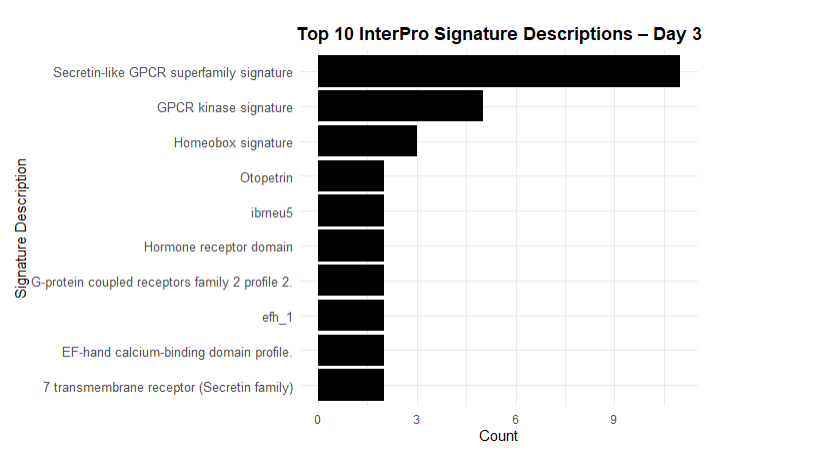 Top 10 InterPro Signature Descriptions – Day 3
Signature Description
Secretin-like GPCR superfamily signature
GPCR kinase signature
Homeobox signature
Otopetrin
ibrneu5
Hormone receptor domain
G-protein coupled receptors family 2 profile 2.
efh_1
EF-hand calcium-binding domain profile.
7 transmembrane receptor (Secretin family)
0 3 6 9
Count